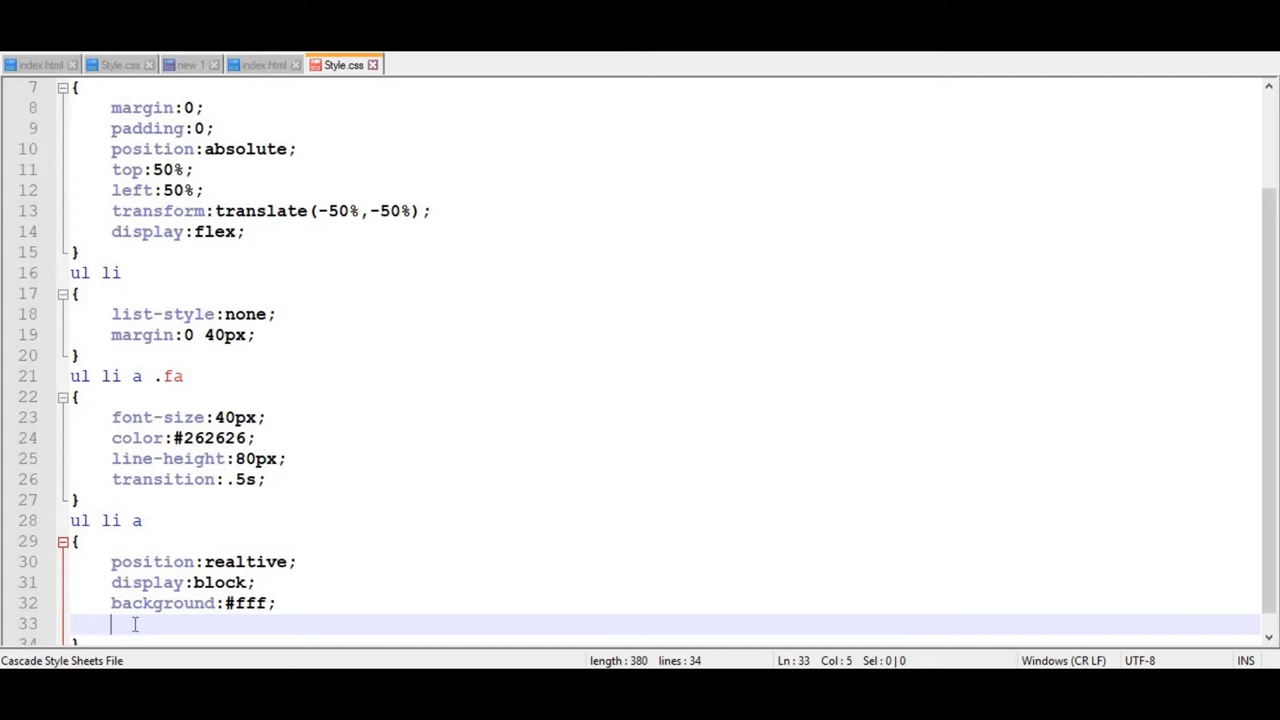 index.html Style.css new 1 index.html Style.css
7 {
8 margin:0;
9 padding:0;
10 position:absolute;
11 top:50%;
12 left:50%;
13 transform:translate(-50%,-50%);
14 display:flex;
15 }
16 ul li
17 {
18 list-style:none;
19 margin:0 40px;
20 }
21 ul li a .fa
22 {
23 font-size:40px;
24 color:#262626;
25 line-height:80px;
26 transition:.5s;
27 }
28 ul li a
29 {
30 position:realtive;
31 display:block;
32 background:#fff;
33
34 }
Cascade Style Sheets File length : 380 lines : 34 Ln : 33 Col : 5 Sel : 0 | 0 Windows (CR LF) UTF-8 INS